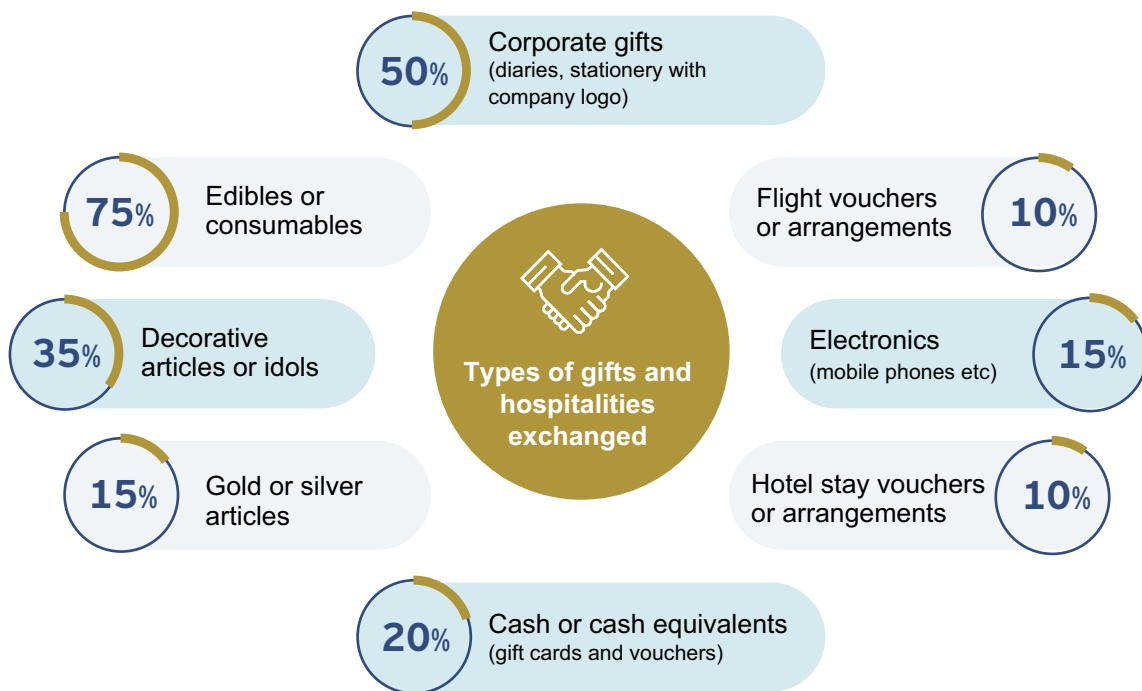 50%
Corporate gifts
(diaries, stationery with
company logo)
75%
Edibles or
consumables
Flight vouchers
or arrangements
10%
35%
Decorative
articles or idols
Types of gifts and
hospitalities
exchanged
Electronics
(mobile phones etc)
15%
15%
Gold or silver
articles
Hotel stay vouchers
or arrangements
10%
20%
Cash or cash equivalents
(gift cards and vouchers)